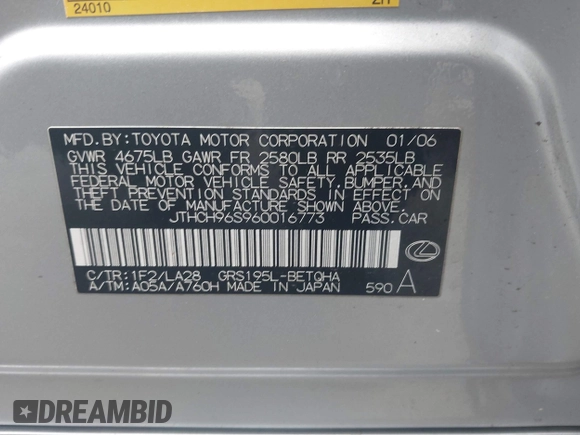 24010
ZH
MFD.BY:TOYOTA MOTOR CORPORATION 01/06
GVWR 4675LB GAWR FR 2580LB RR 2535LB
THIS VEHICLE CONFORMS TO ALL APPLICABLE
FEDERAL MOTOR VEHICLE SAFETY, BUMPER, AND
THEFT PREVENTION STANDARDS IN EFFECT ON
THE DATE OF MANUFACTURE SHOWN ABOVE.
JTHCH96S960016773 PASS.CAR
C/TR:1F2/LA28 GRS195L-BETQHA
A/TM:A05A/A760H MADE IN JAPAN 590 A
DREAMBID